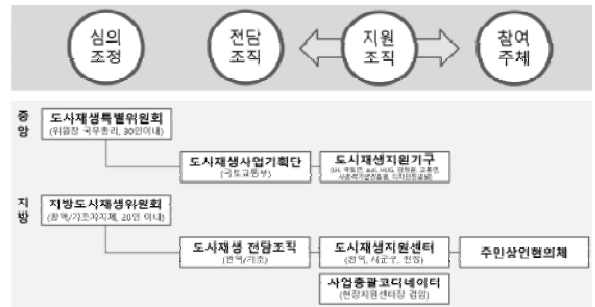 심의
조정
전담
조직
지원
조직
참여
주체
중
앙
도시재생특별위원회
(위원장 국무총리, 30인이내)
도시재생사업기획단
(국토교통부)
도시재생지원기구
지
방
지방도시재생위원회
(광역/기초자치체, 20인 이내)
도시재생 전담조직
(광역/기초)
도시재생지원센터
(광역, 시군구, 현장)
주민상인협의체
사업총괄코디네이터
(현장지원센터장 겸임)